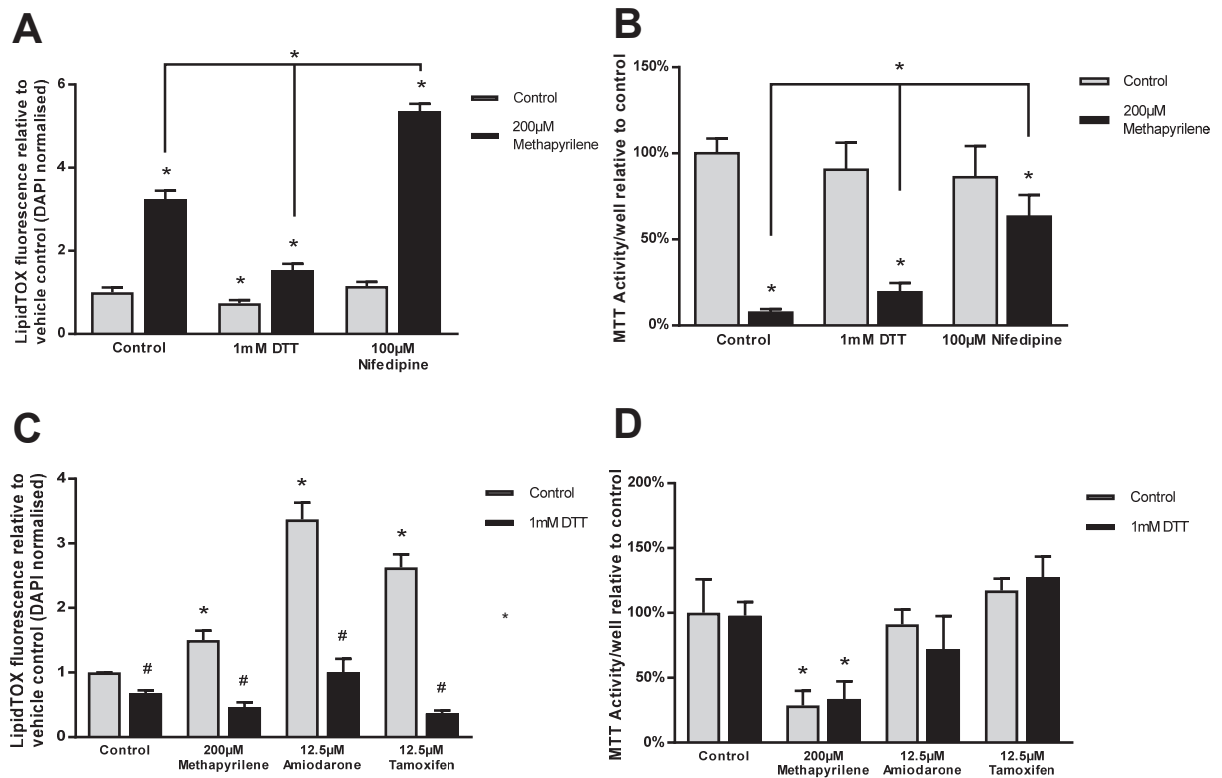 A
LipidTOX fluorescence relative to
vehicle control (DAPI normalised)
6
4
2
0
*
*
*
*
*
Control
1mM DTT
100µM
Nifedipine
Control
200µM
Methapyrilene
B
MTT Activity/well relative to control
150%
100%
50%
0%
*
*
*
*
Control
1mM DTT
100µM Nifedipine
Control
200µM
Methapyrilene
C
LipidTOX fluorescence relative to
vehicle control (DAPI normalised)
4
3
2
1
0
#
*
#
*
#
*
#
Control
200µM
Methapyrilene
12.5µM
Amiodarone
12.5µM
Tamoxifen
Control
1mM DTT
*
D
MTT Activity/well relative to control
200%
150%
100%
50%
0%
*
*
Control
200µM
Methapyrilene
12.5µM
Amiodarone
12.5µM
Tamoxifen
Control
1mM DTT